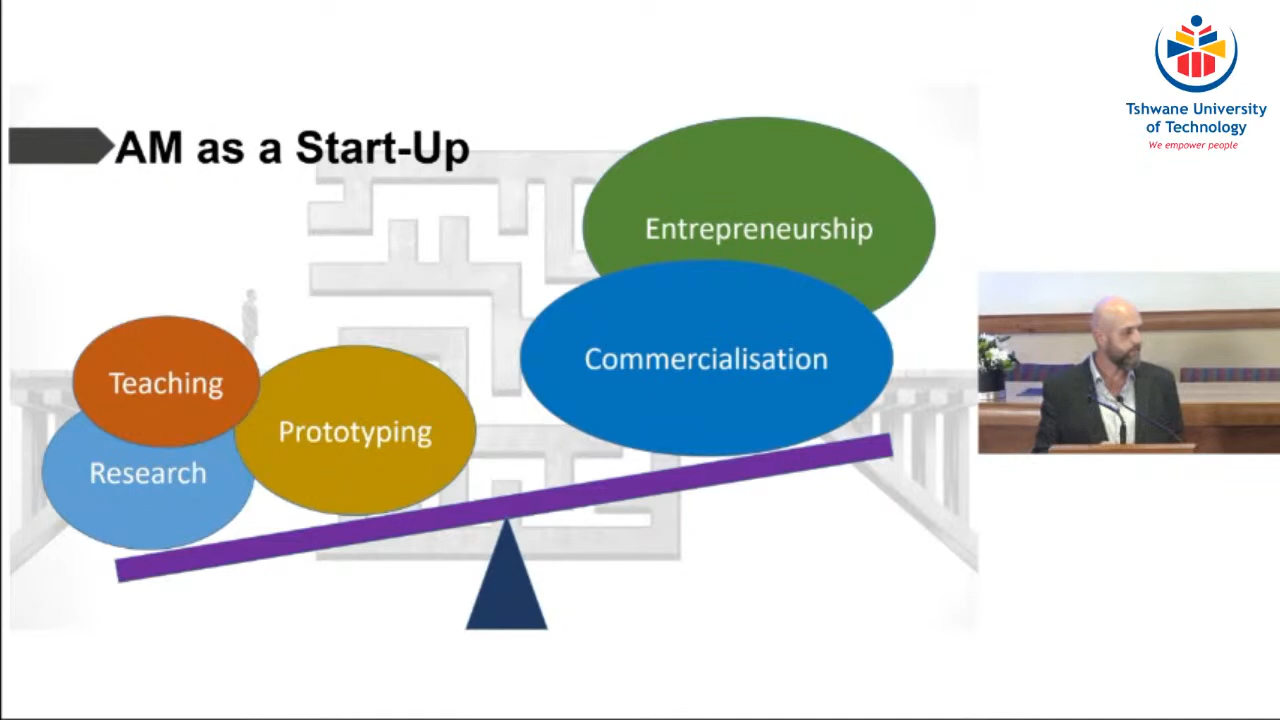 AM as a Start-Up
Entrepreneurship
Commercialisation
Teaching
Prototyping
Research
Tshwane University
of Technology
We empower people